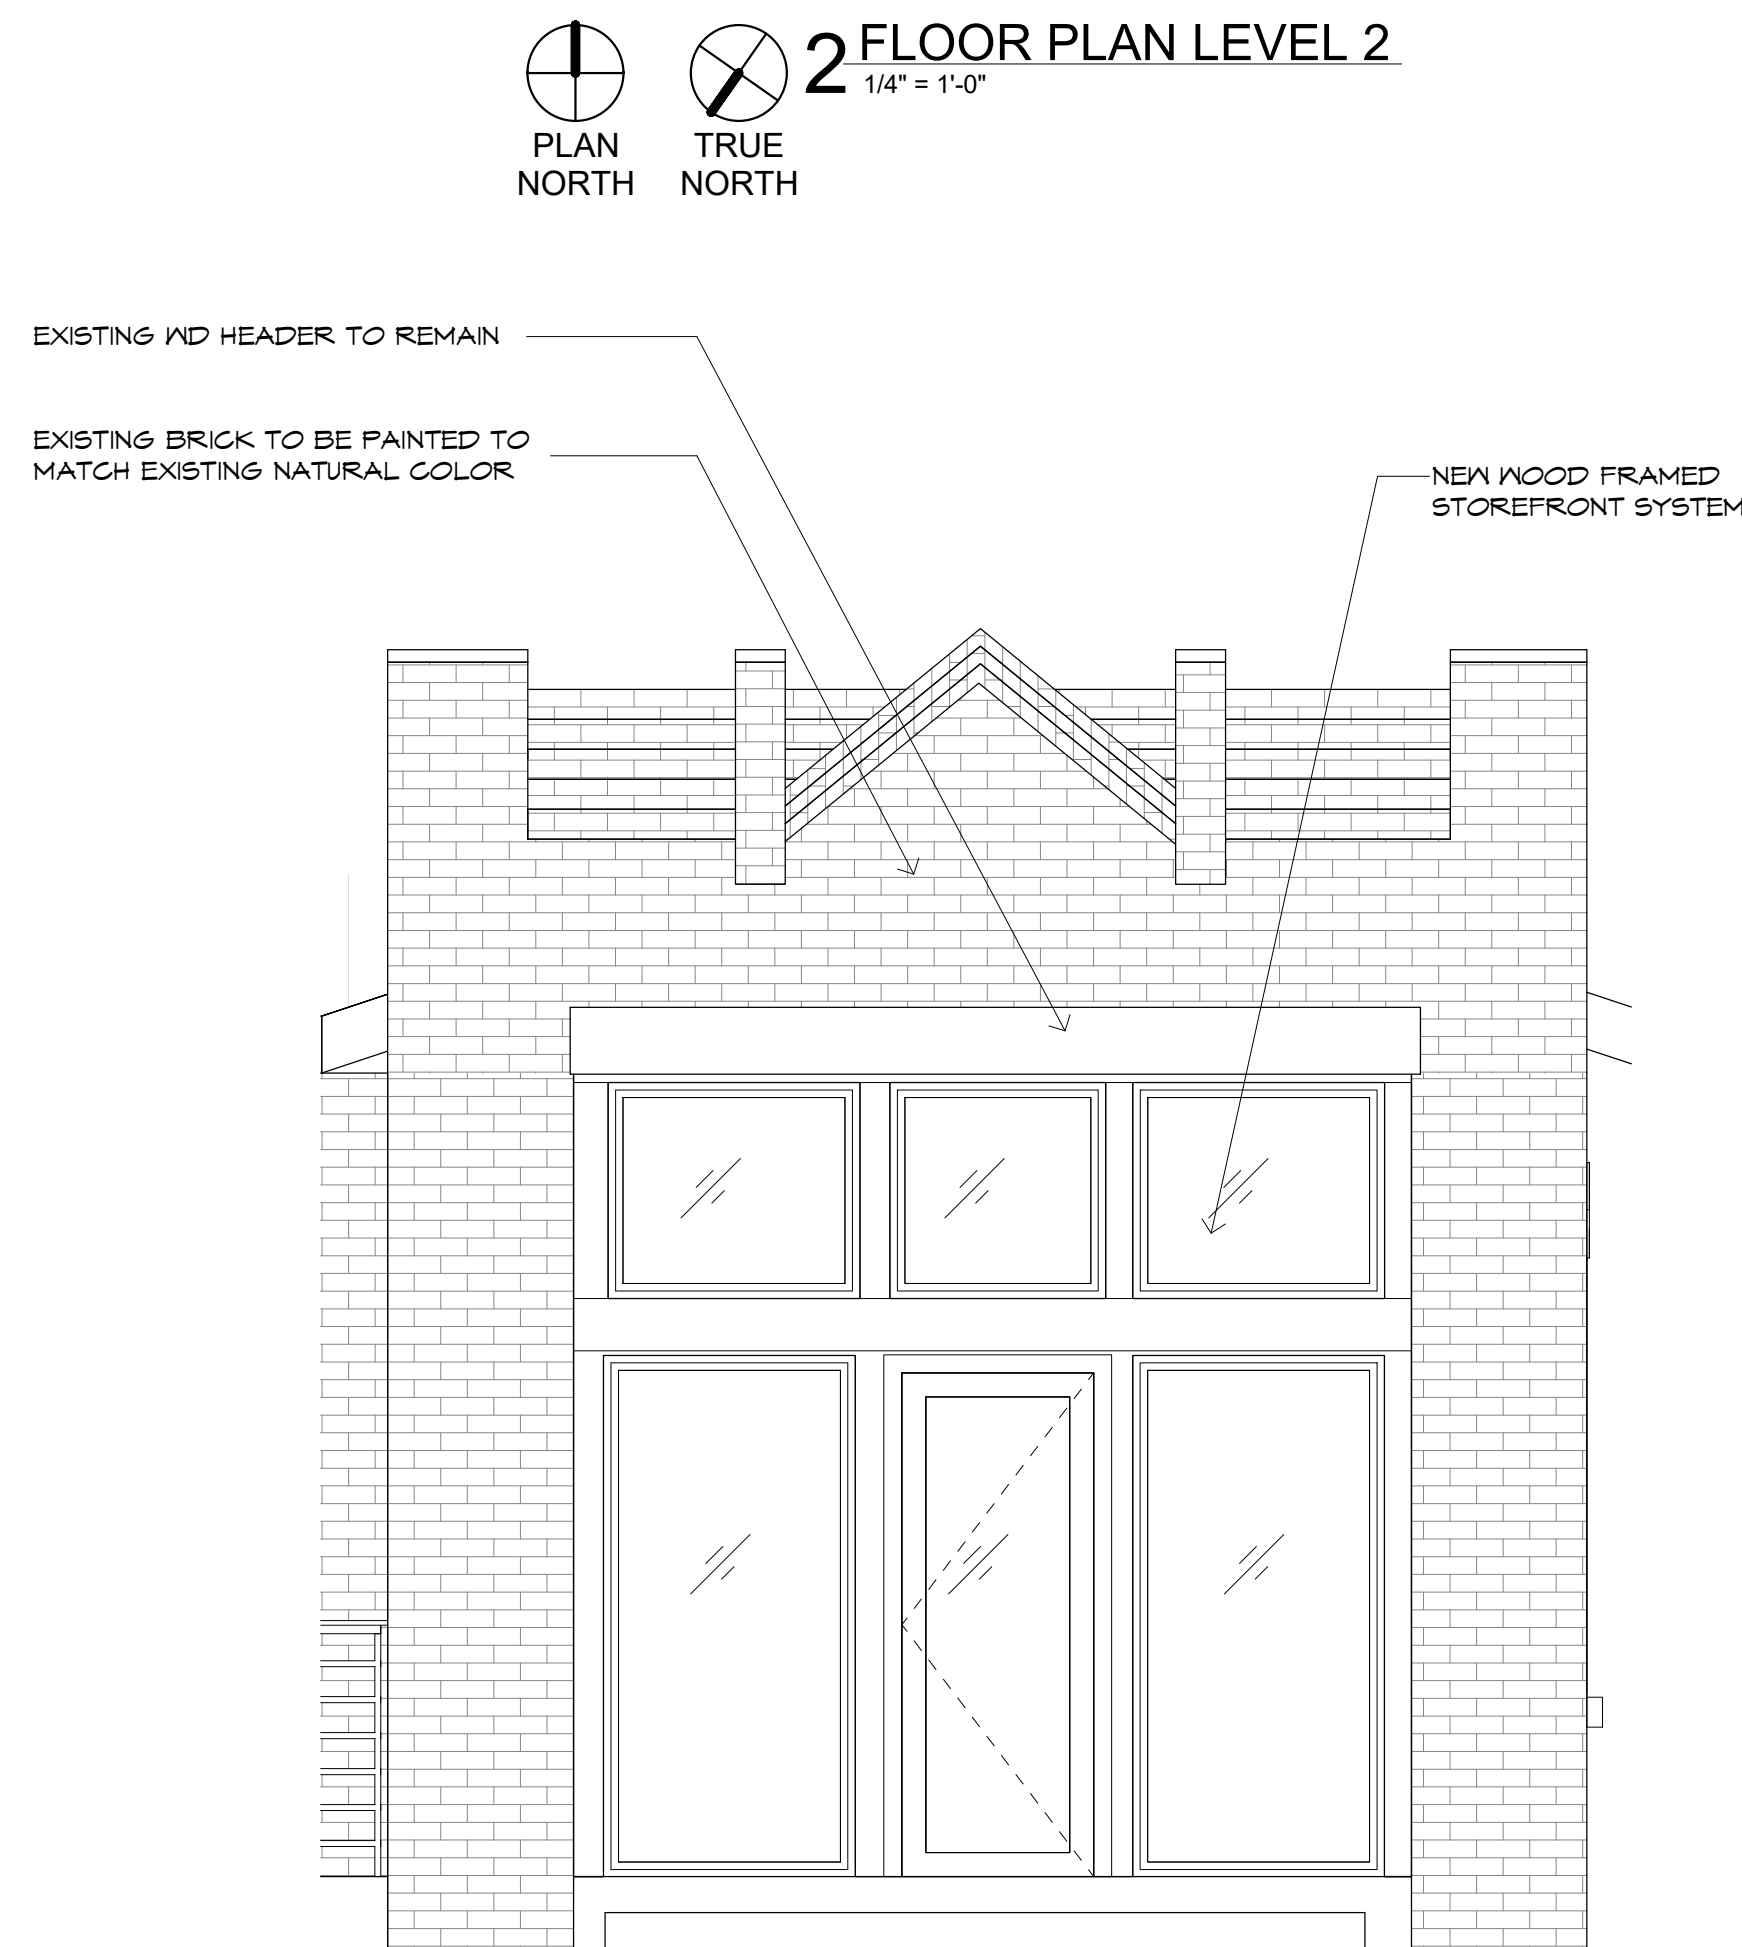 2 FLOOR PLAN LEVEL 2
1/4" = 1'-0"
PLAN
NORTH
TRUE
NORTH
EXISTING WD HEADER TO REMAIN
EXISTING BRICK TO BE PAINTED TO
MATCH EXISTING NATURAL COLOR
NEW WOOD FRAMED
STOREFRONT SYSTEM